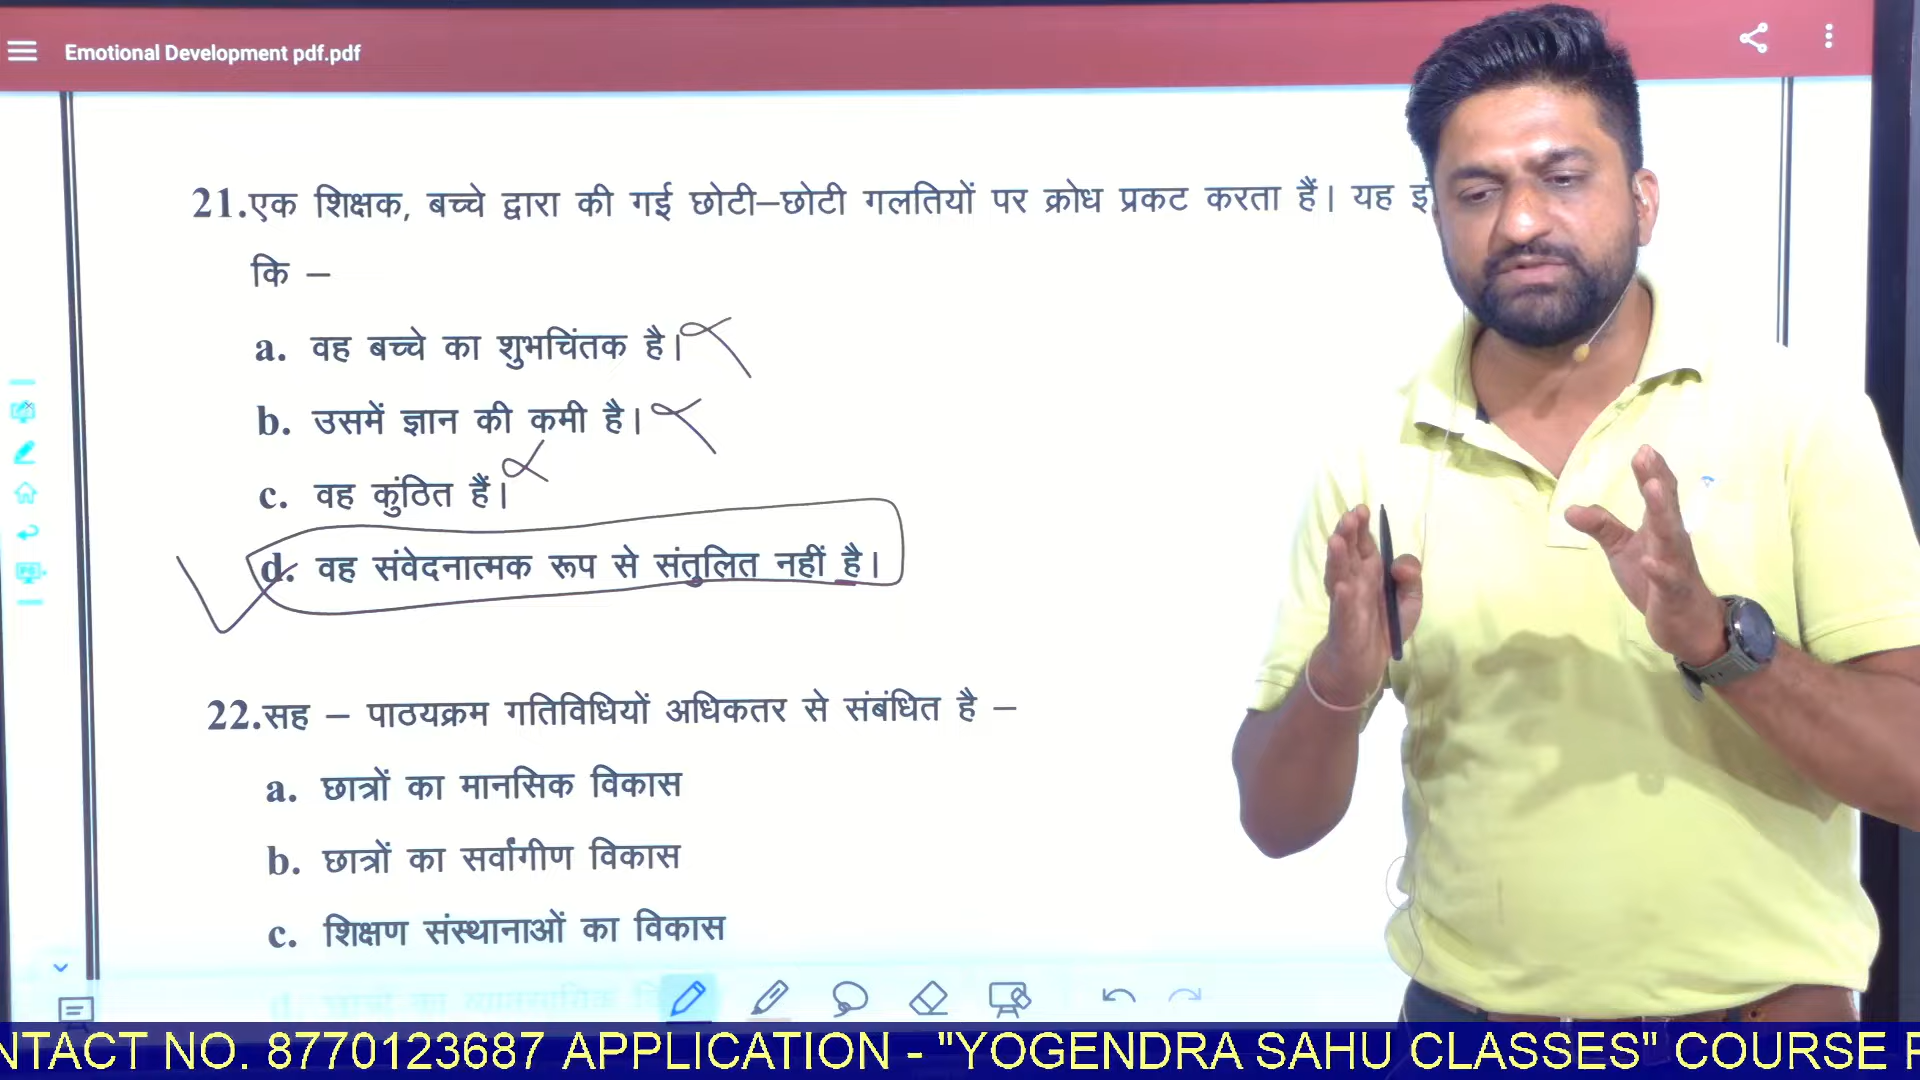 Emotional Development pdf.pdf
21.एक शिक्षक, बच्चे द्वारा की गई छोटी–छोटी गलतियों पर क्रोध प्रकट करता हैं। यह
कि –
a. वह बच्चे का शुभचिंतक है।
b. उसमें ज्ञान की कमी है।
c. वह कुंठित हैं।
d. वह संवेदनात्मक रूप से संतुलित नहीं है।
22.सह – पाठयक्रम गतिविधियों अधिकतर से संबंधित है –
a. छात्रों का मानसिक विकास
b. छात्रों का सर्वांगीण विकास
c. शिक्षण संस्थानाओं का विकास
d. छात्रों का व्यावसायिक
NTACT NO. 8770123687 APPLICATION - "YOGENDRA SAHU CLASSES" COURSE